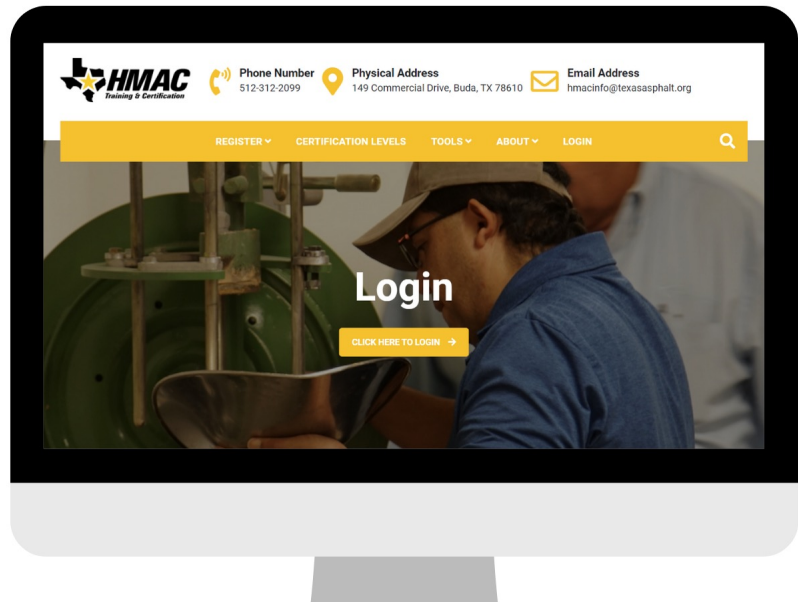 HMAC
Training & Certification
Phone Number
512-312-2099
Physical Address
149 Commercial Drive, Buda, TX 78610
Email Address
hmacinfo@texasasphalt.org
REGISTER
CERTIFICATION LEVELS
TOOLS
ABOUT
LOGIN
Login
CLICK HERE TO LOGIN →